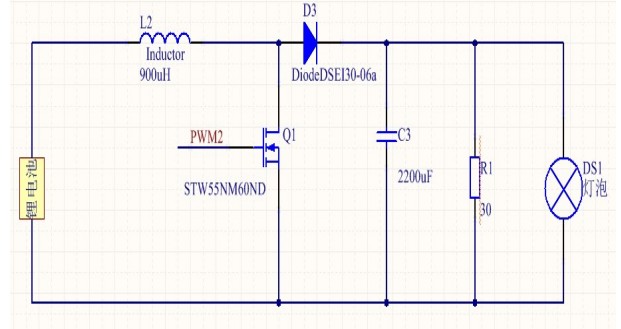 D3
L2
Inductor
900uH
DiodeDSEI30-06a
PWM2
Q1
STW55NM60ND
C3
2200uF
R1
30
DS1
灯泡
锂电池